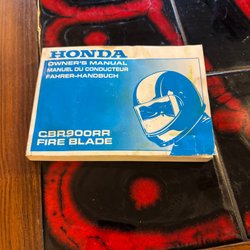 HONDA
OWNER'S MANUAL
MANUEL DU CONDUCTEUR
FAHRER-HANDBUCH
CBR900RR
FIRE BLADE